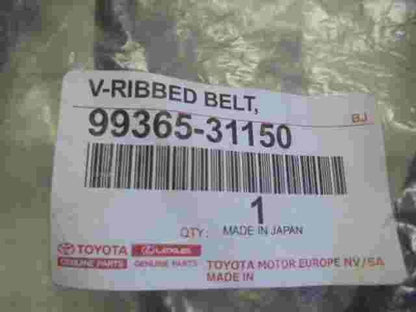 V-RIBBED BELT,
99365-31150 BJ
1
QTY: MADE IN JAPAN
TOYOTA LEXUS
GENUINE PARTS GENUINE PARTS TOYOTA MOTOR EUROPE NV/SA
MADE IN